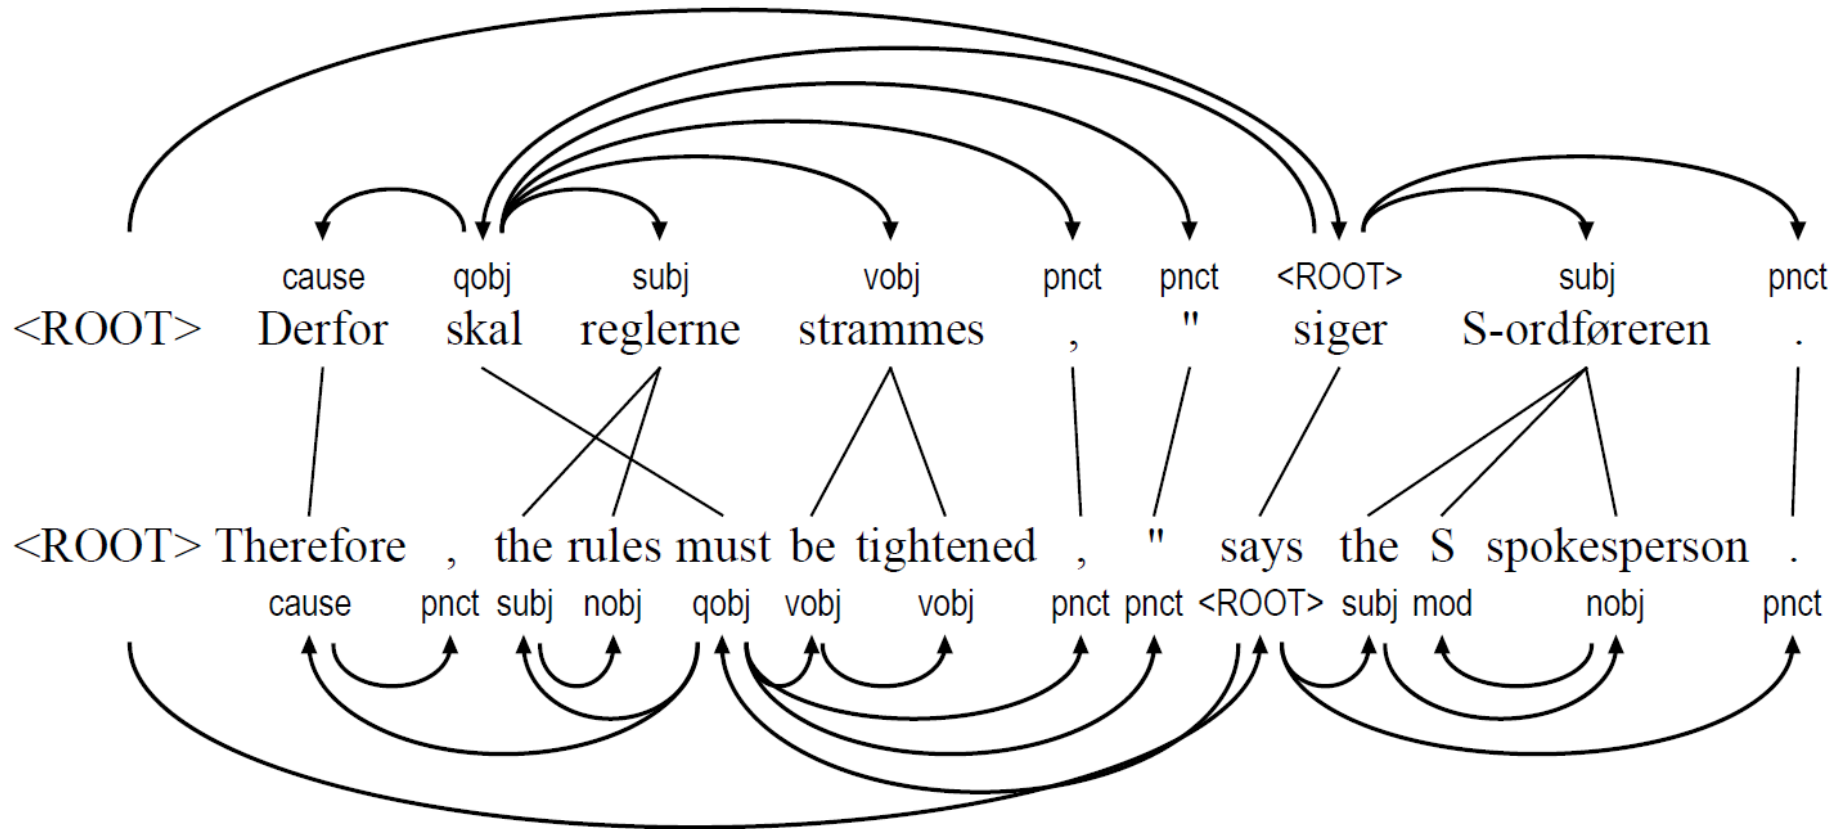 cause qobj subj vobj pnct pnct <ROOT> subj pnct
<ROOT> Derfor skal reglerne strammes , " siger S-ordføreren .
<ROOT> Therefore , the rules must be tightened , " says the S spokesperson .
cause pnct subj nobj qobj vobj vobj pnct pnct <ROOT> subj mod nobj pnct